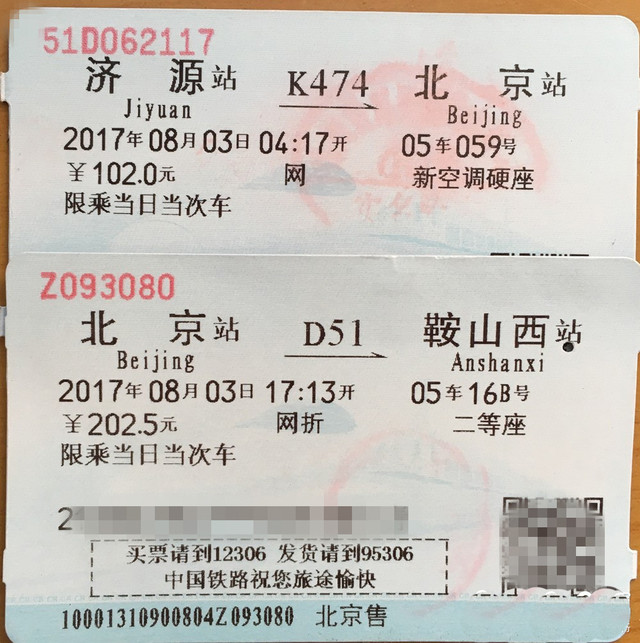 51D062117
济源站 K474 北京站
Jiyuan Beijing
2017年08月03日04:17开 05车059号
￥102.0元 网 新空调硬座
限乘当日当次车
Z093080
北京站 D51 鞍山西站
Beijing Anshanxi
2017年08月03日17:13开 05车16B号
￥202.5元 网折 二等座
限乘当日当次车
2
买票请到12306 发货请到95306
中国铁路祝您旅途愉快
10001310900804Z093080 北京售